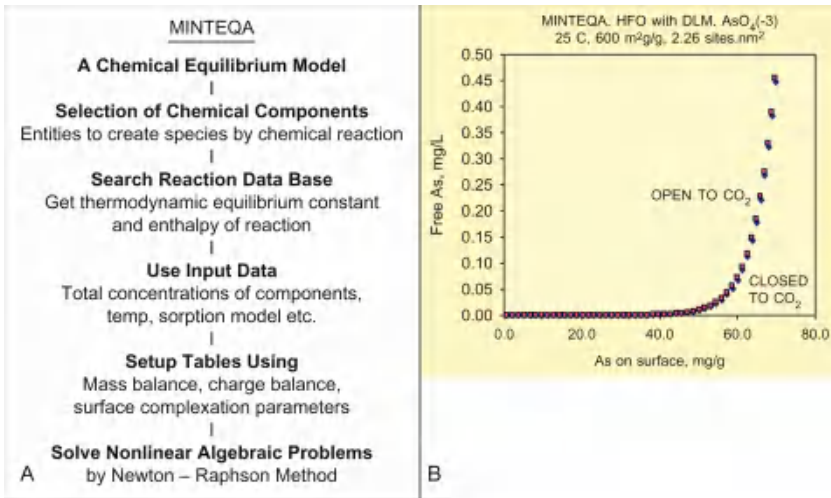 MINTEQA
A Chemical Equilibrium Model
Selection of Chemical Components
Entities to create species by chemical reaction
Search Reaction Data Base
Get thermodynamic equilibrium constant
and enthalpy of reaction
Use Input Data
Total concentrations of components,
temp, sorption model etc.
Setup Tables Using
Mass balance, charge balance,
surface complexation parameters
Solve Nonlinear Algebraic Problems
by Newton – Raphson Method
A
MINTEQA. HFO with DLM. AsO₄(-3)
25 C, 600 m²g/g, 2.26 sites.nm²
Free As, mg/L
0.50
0.45
0.40
0.35
0.30
0.25
0.20
0.15
0.10
0.05
0.00
OPEN TO CO₂
CLOSED
TO CO₂
0.0 20.0 40.0 60.0 80.0
As on surface, mg/g
B